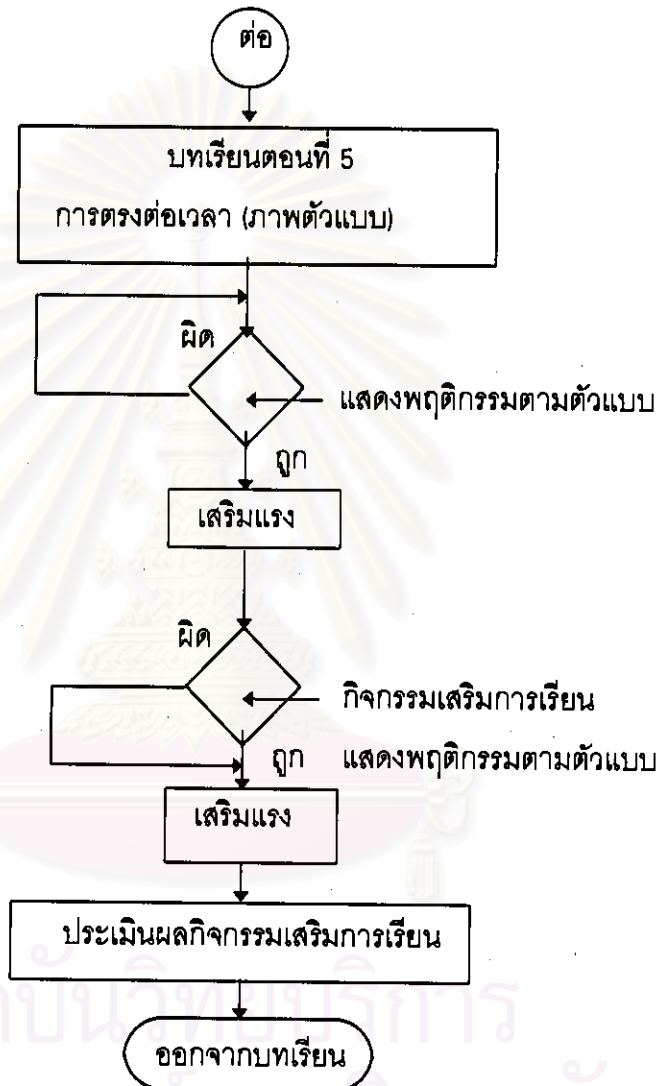 ต่อ
บทเรียนตอนที่ 5
การตรงต่อเวลา (ภาพตัวแบบ)
ผิด
แสดงพฤติกรรมตามตัวแบบ
ถูก
เสริมแรง
ผิด
กิจกรรมเสริมการเรียน
ถูก แสดงพฤติกรรมตามตัวแบบ
เสริมแรง
ประเมินผลกิจกรรมเสริมการเรียน
ออกจากบทเรียน